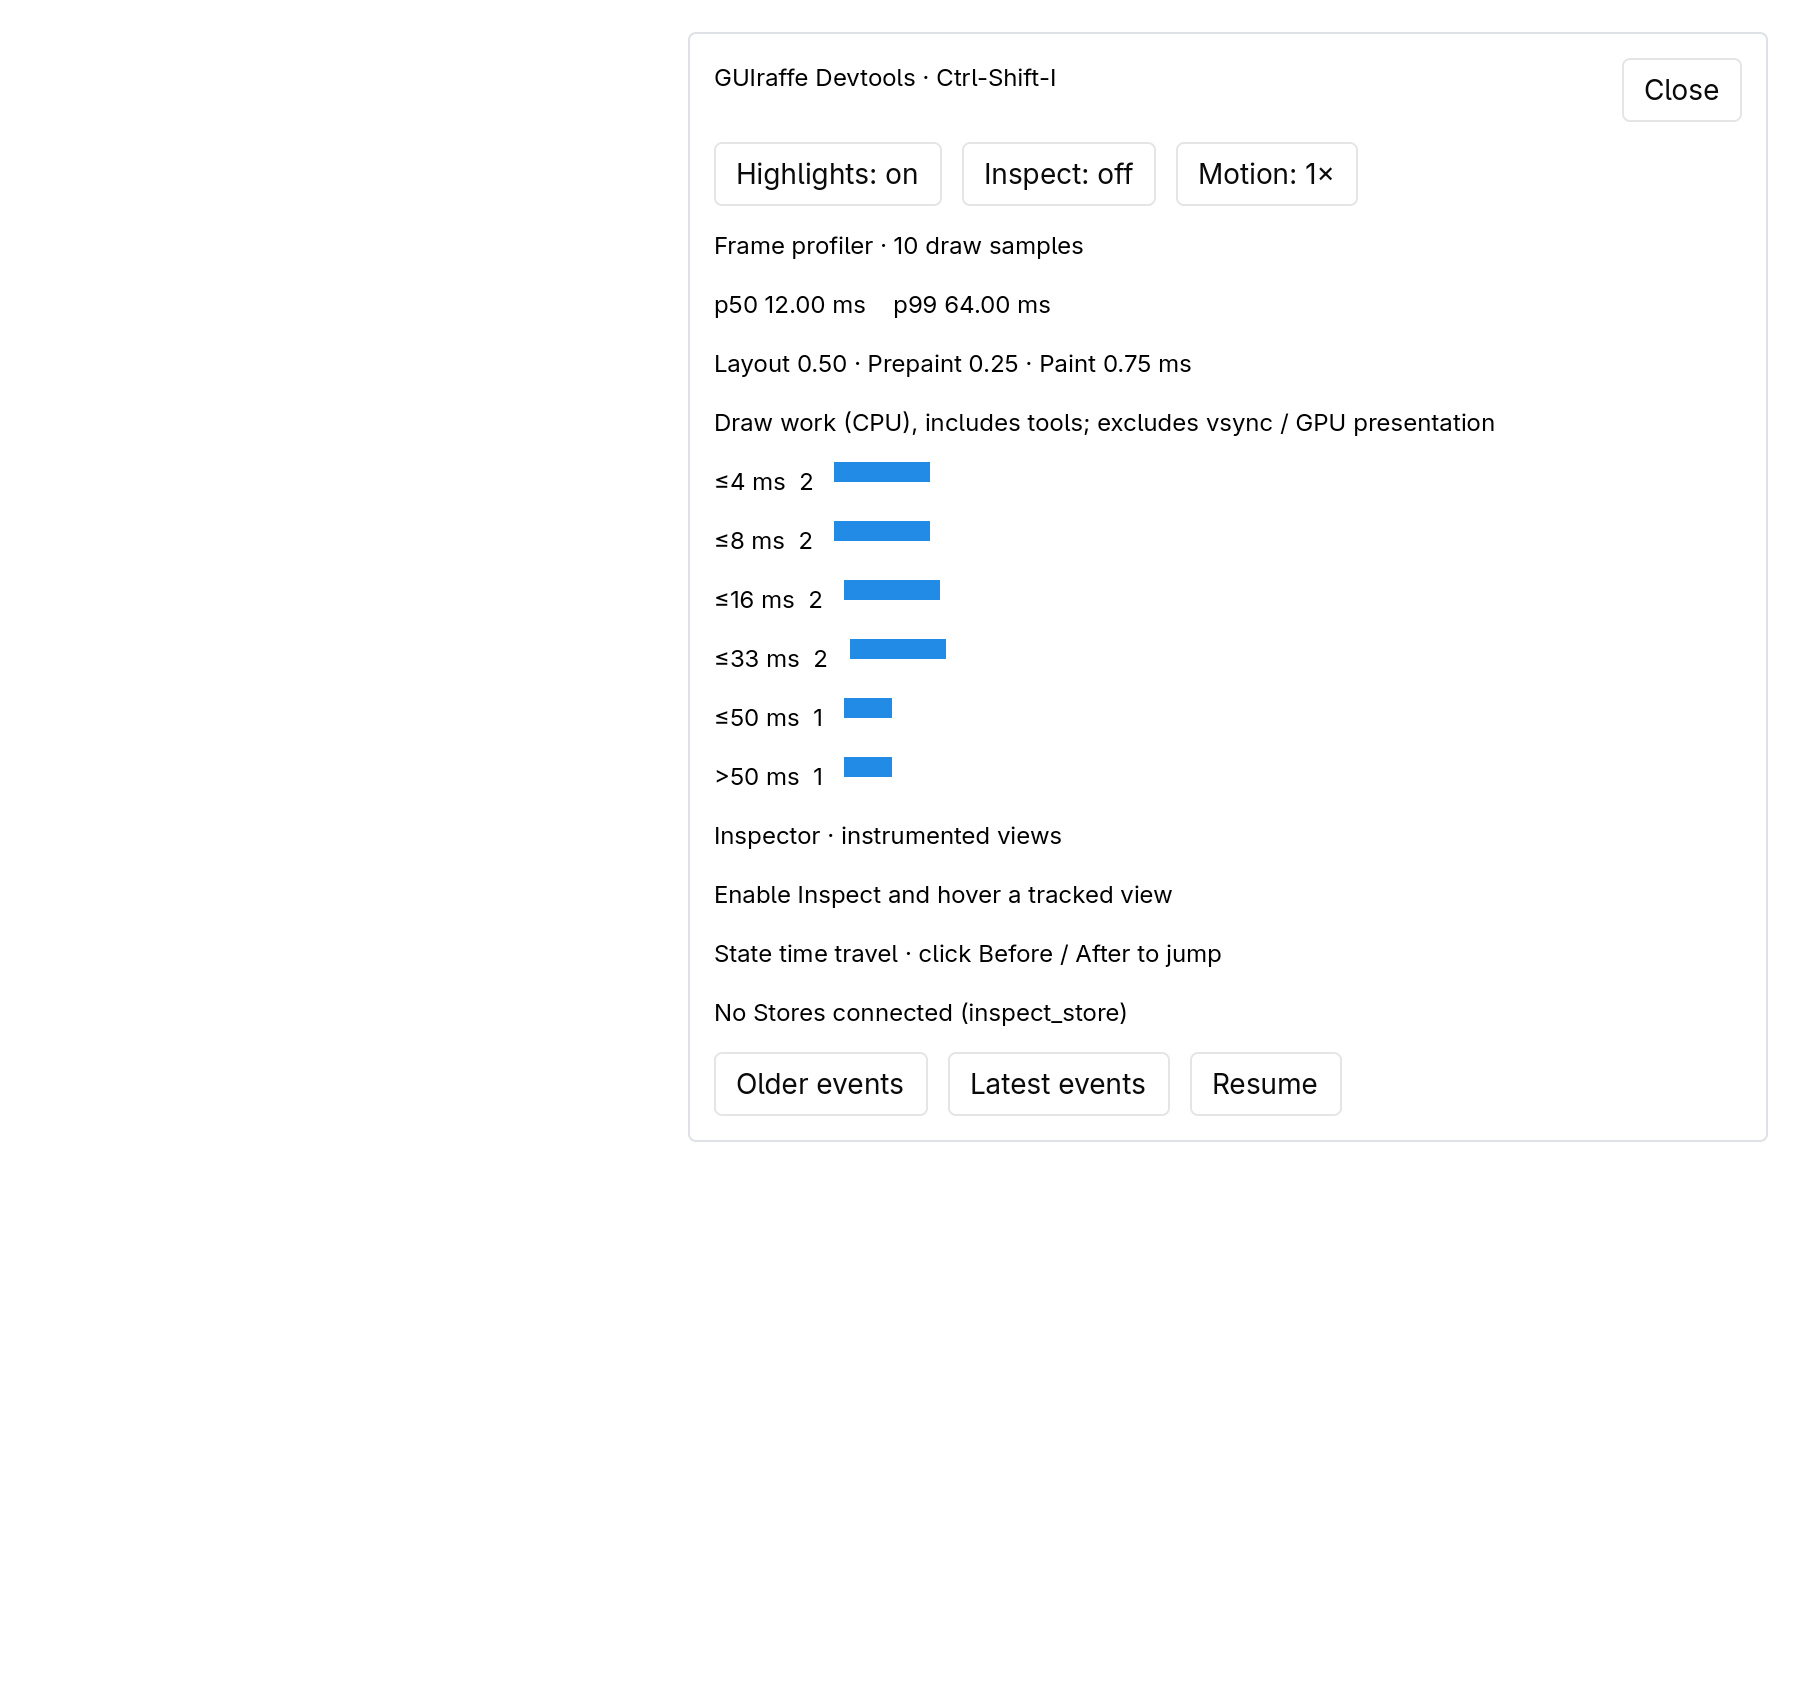 GUIraffe Devtools · Ctrl-Shift-I
Close
Highlights: on
Inspect: off
Motion: 1×
Frame profiler · 10 draw samples
p50 12.00 ms p99 64.00 ms
Layout 0.50 · Prepaint 0.25 · Paint 0.75 ms
Draw work (CPU), includes tools; excludes vsync / GPU presentation
≤4 ms 2
≤8 ms 2
≤16 ms 2
≤33 ms 2
≤50 ms 1
>50 ms 1
Inspector · instrumented views
Enable Inspect and hover a tracked view
State time travel · click Before / After to jump
No Stores connected (inspect_store)
Older events
Latest events
Resume